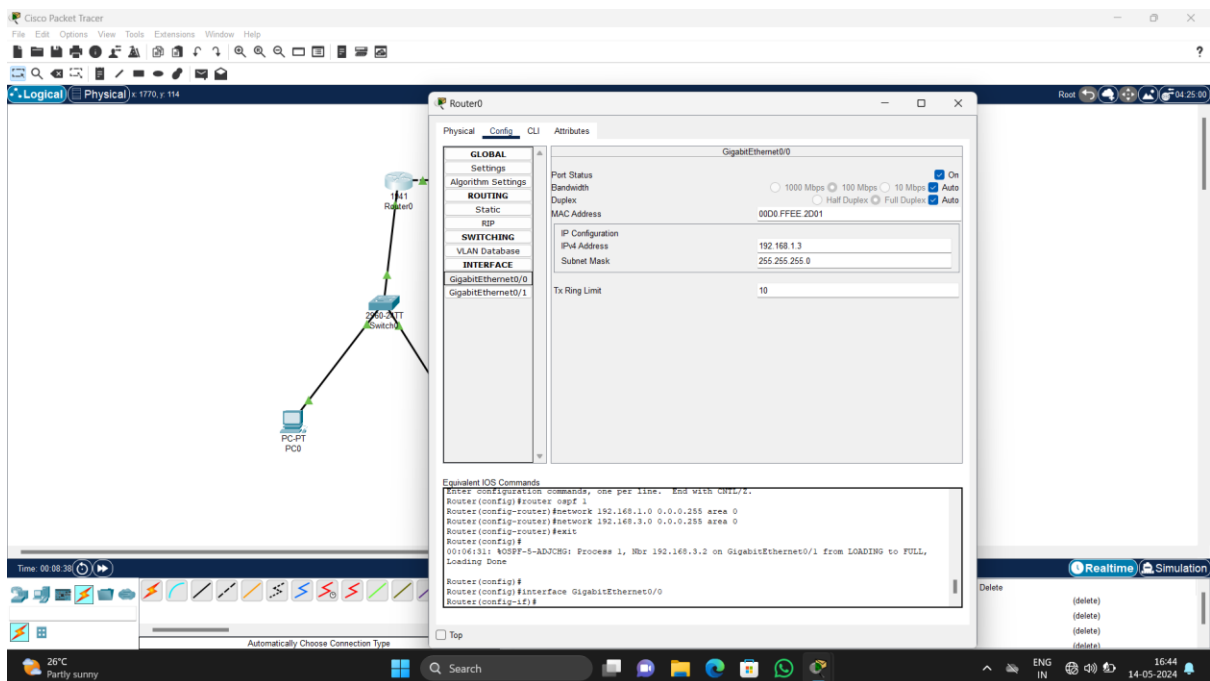 Cisco Packet Tracer
File Edit Options View Tools Extensions Window Help
?
Logical Physical x: 1770, y: 114
Root 04:25:00
Router0
Physical Config CLI Attributes
GLOBAL
Settings
Algorithm Settings
ROUTING
Static
RIP
SWITCHING
VLAN Database
INTERFACE
GigabitEthernet0/0
GigabitEthernet0/1
GigabitEthernet0/0
Port Status On
Bandwidth 1000 Mbps 100 Mbps 10 Mbps Auto
Duplex Half Duplex Full Duplex Auto
MAC Address 00D0.FFEE.2D01
IP Configuration
IPv4 Address 192.168.1.3
Subnet Mask 255.255.255.0
Tx Ring Limit 10
Router0
2960-24TT
Switch0
PC-PT
PC0
Equivalent IOS Commands
Enter configuration commands, one per line. End with CNTL/Z.
Router(config)#router ospf 1
Router(config-router)#network 192.168.1.0 0.0.0.255 area 0
Router(config-router)#network 192.168.3.0 0.0.0.255 area 0
Router(config-router)#exit
Router(config)#
00:06:31: %OSPF-5-ADJCHG: Process 1, Nbr 192.168.3.2 on GigabitEthernet0/1 from LOADING to FULL,
Loading Done
Router(config)#
Router(config)#interface GigabitEthernet0/0
Router(config-if)#
Top
Time: 00:08:38
Realtime Simulation
Automatically Choose Connection Type
Delete
(delete)
(delete)
(delete)
(delete)
26°C
Partly sunny
Search
ENG
IN
16:44
14-05-2024